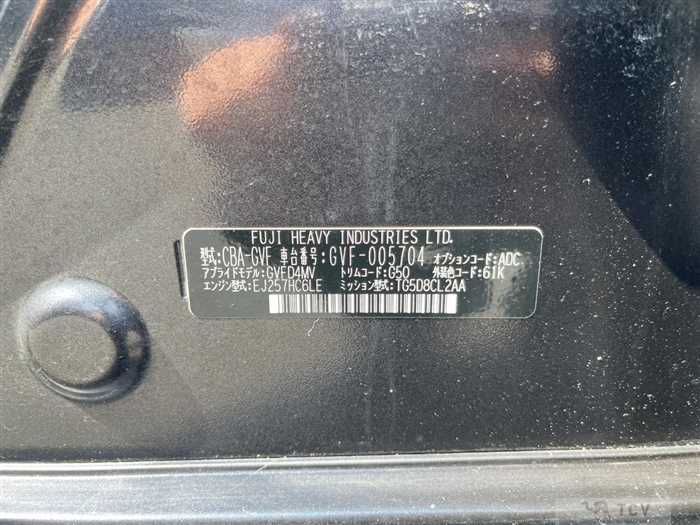 FUJI HEAVY INDUSTRIES LTD.
型式:CBA-GVF 車台番号:GVF-005704 オプションコード:ADC
アプライドモデル:GVFD4MV トリムコード:G50 外装色コード:61K
エンジン型式:EJ257HC6LE ミッション型式:TG5D8CL2AA
TCV